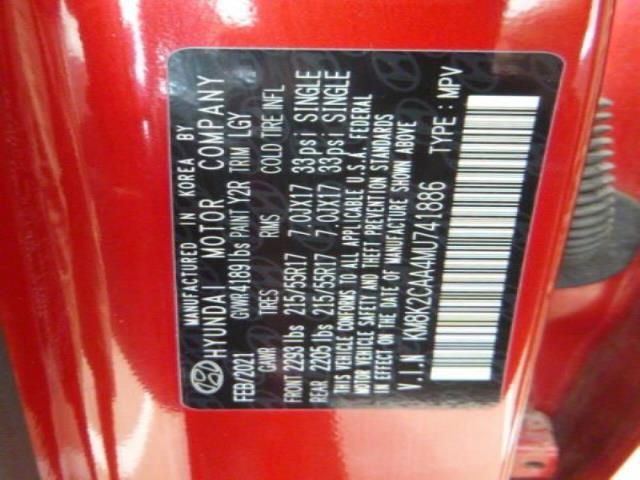 MANUFACTURED IN KOREA BY
HYUNDAI MOTOR COMPANY
FEB/2021 GVWR 4189 lbs PAINT Y2R TRIM LGY
GAWR TIRES RIMS COLD TIRE INFL
FRONT 2293 lbs 215/55R17 7.0JX17 33psi SINGLE
REAR 2205 lbs 215/55R17 7.0JX17 33psi SINGLE
THIS VEHICLE CONFORMS TO ALL APPLICABLE U.S.A. FEDERAL
MOTOR VEHICLE SAFETY AND THEFT PREVENTION STANDARDS
IN EFFECT ON THE DATE OF MANUFACTURE SHOWN ABOVE
V.I.N KM8K2CAA4MU741886 TYPE : MPV